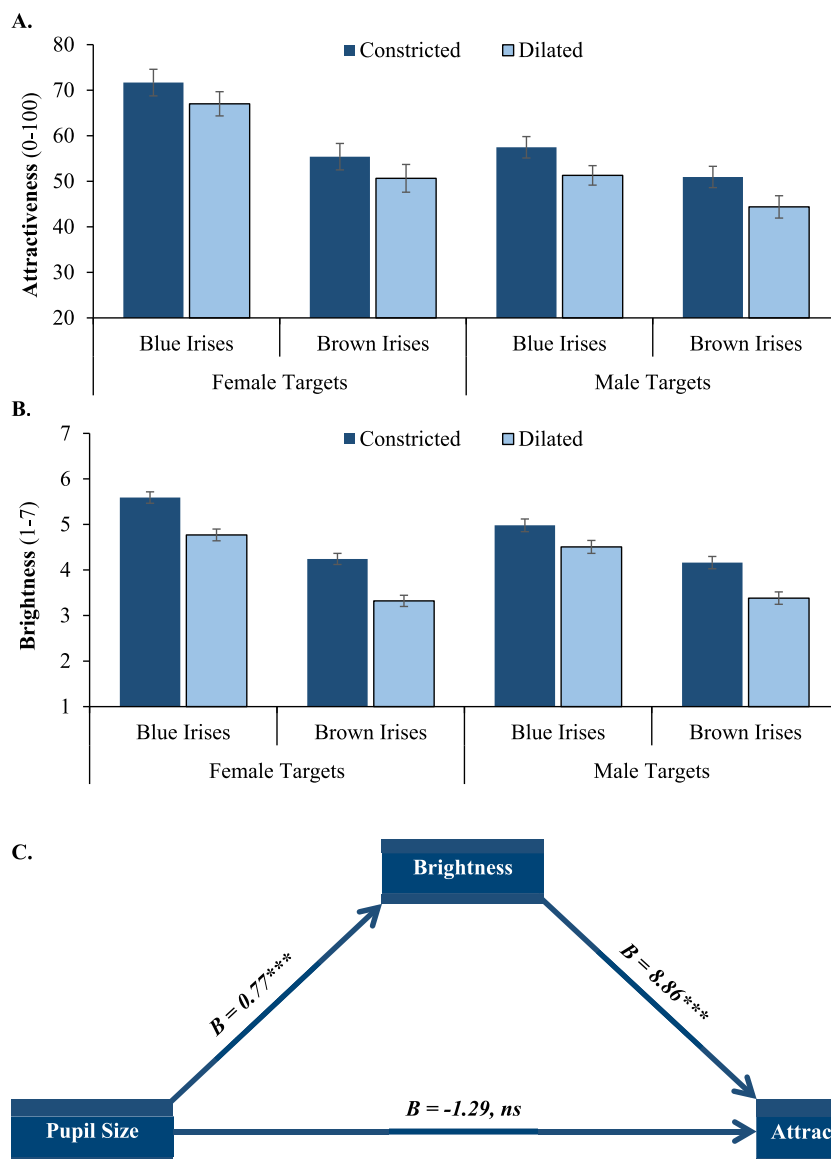 A.
80
70
60
50
40
30
20
Attractiveness (0-100)
Constricted Dilated
Blue Irises Brown Irises Blue Irises Brown Irises
Female Targets Male Targets
B.
7
6
5
4
3
2
1
Brightness (1-7)
Constricted Dilated
Blue Irises Brown Irises Blue Irises Brown Irises
Female Targets Male Targets
C.
Brightness
B = 0.77***
B = 8.86***
B = -1.29, ns
Pupil Size
Attrac